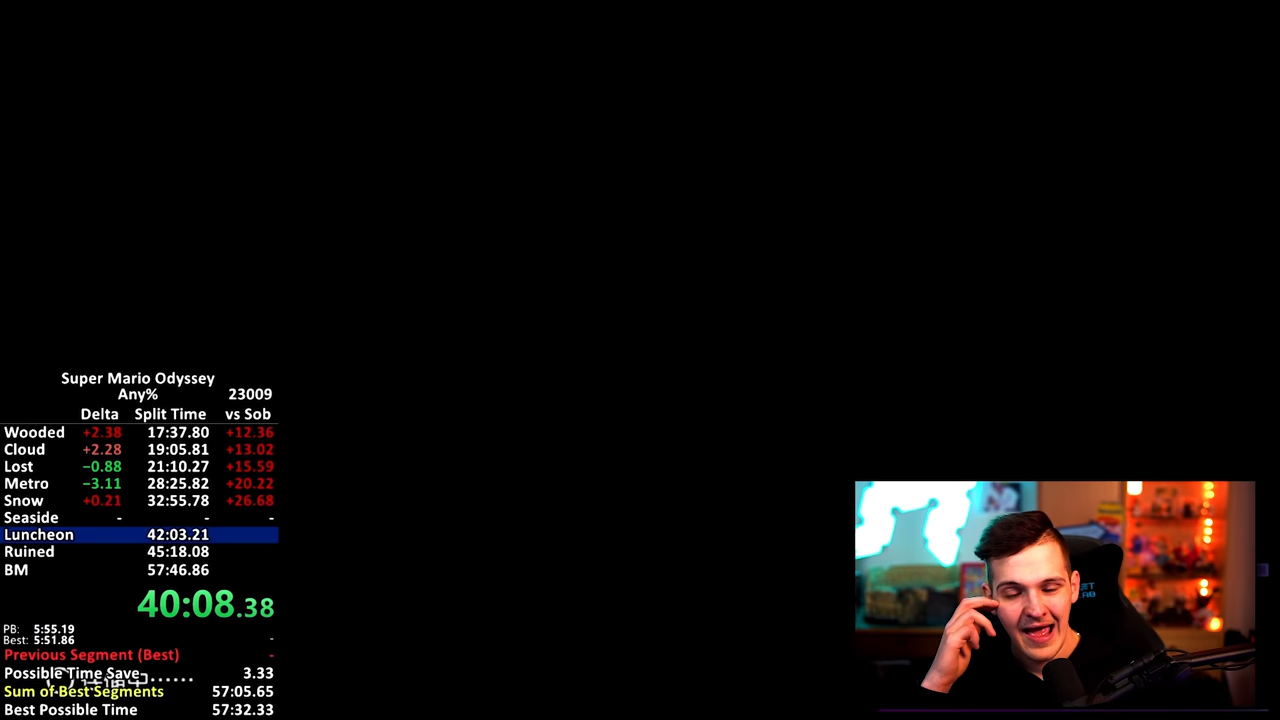 Super Mario Odyssey
Any% 23009
Delta Split Time vs Sob
Wooded +2.38 17:37.80 +12.36
Cloud +2.28 19:05.81 +13.02
Lost −0.88 21:10.27 +15.59
Metro −3.11 28:25.82 +20.22
Snow +0.21 32:55.78 +26.68
Seaside - - -
Luncheon 42:03.21
Ruined 45:18.08
BM 57:46.86
40:08.38
PB: 5:55.19
Best: 5:51.86 -
Previous Segment (Best) -
Possible Time Save 3.33
Sum of Best Segments 57:05.65
Best Possible Time 57:32.33